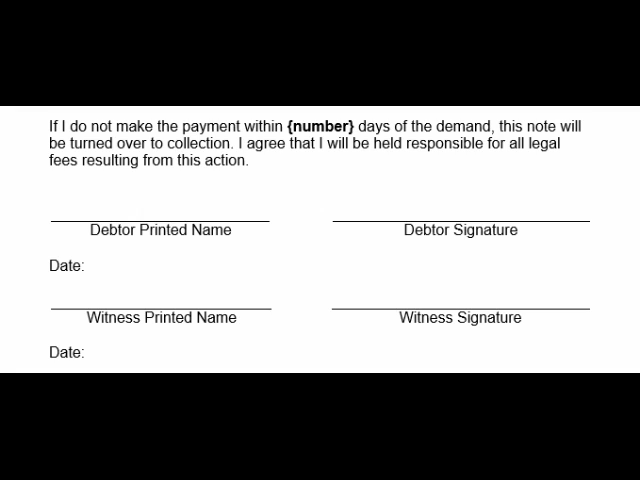 If I do not make the payment within {number} days of the demand, this note will
be turned over to collection. I agree that I will be held responsible for all legal
fees resulting from this action.
Debtor Printed Name Debtor Signature
Date:
Witness Printed Name Witness Signature
Date: